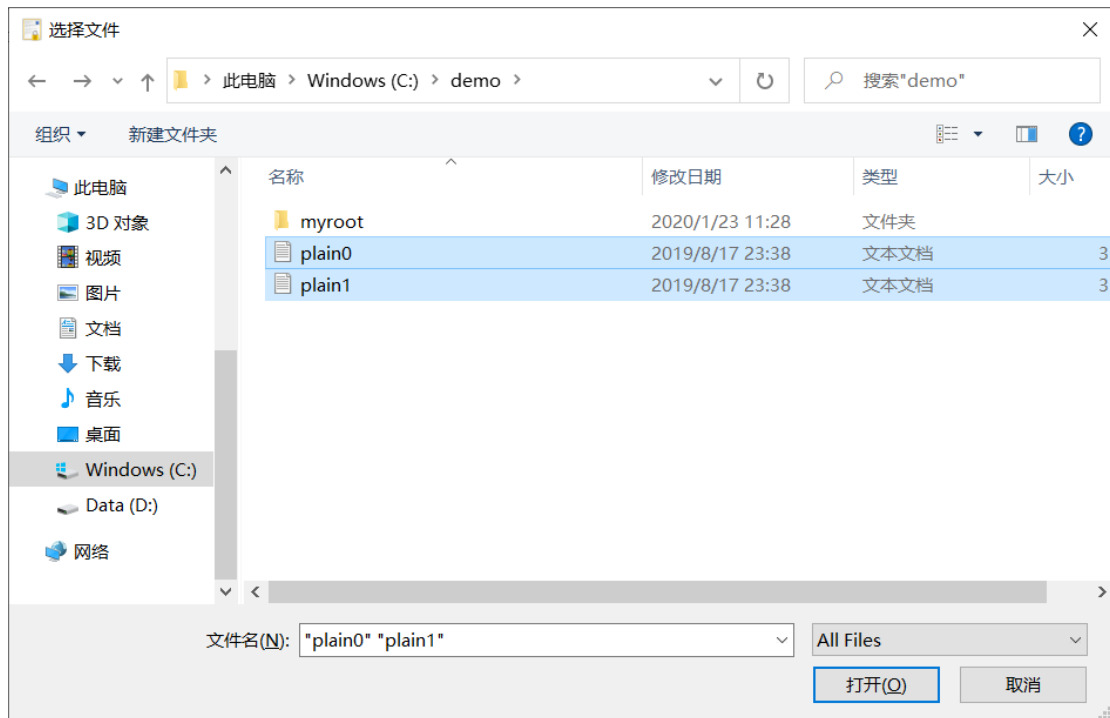 选择文件
此电脑 Windows (C:) demo
搜索"demo"
组织 新建文件夹 ?
名称 修改日期 类型 大小
此电脑
3D 对象
视频
图片
文档
下载
音乐
桌面
Windows (C:)
Data (D:)
网络
myroot 2020/1/23 11:28 文件夹
plain0 2019/8/17 23:38 文本文档 3
plain1 2019/8/17 23:38 文本文档 3
文件名(N): "plain0" "plain1" All Files
打开(O) 取消